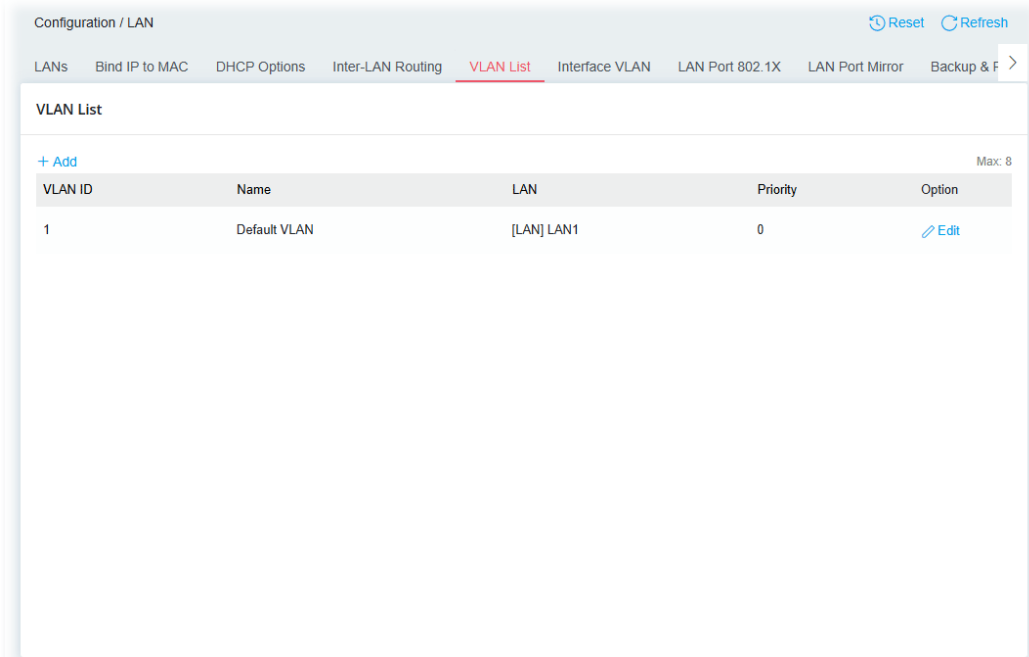 Configuration / LAN Reset Refresh
LANs Bind IP to MAC DHCP Options Inter-LAN Routing VLAN List Interface VLAN LAN Port 802.1X LAN Port Mirror Backup &
VLAN List
+ Add Max: 8
VLAN ID Name LAN Priority Option
1 Default VLAN [LAN] LAN1 0 Edit